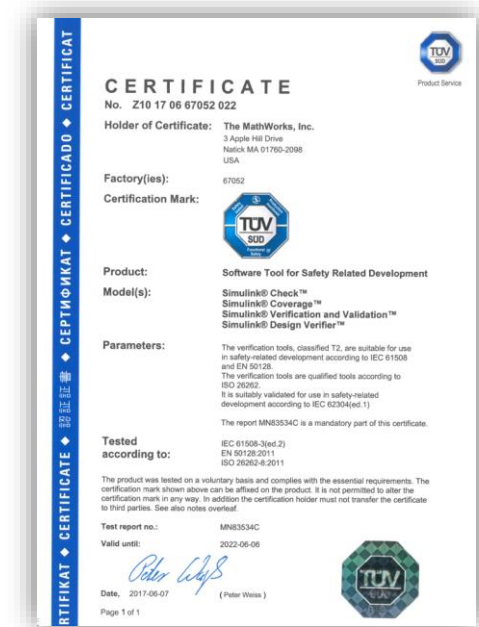 TÜV
SÜD
Product Service
CERTIFICATE
No. Z10 17 06 67052 022
Holder of Certificate: The MathWorks, Inc.
3 Apple Hill Drive
Natick MA 01760-2098
USA
Factory(ies): 67052
Certification Mark:
TÜV
SÜD
Product: Software Tool for Safety Related Development
Model(s): Simulink® Check™
Simulink® Coverage™
Simulink® Verification and Validation™
Simulink® Design Verifier™
Parameters: The verification tools, classified T2, are suitable for use
in safety-related development according to IEC 61508
and EN 50128.
The verification tools are qualified tools according to
ISO 26262.
It is suitably validated for use in safety-related
development according to IEC 62304(ed.1)
The report MN83534C is a mandatory part of this certificate.
Tested
according to: IEC 61508-3(ed.2)
EN 50128:2011
ISO 26262-8:2011
The product was tested on a voluntary basis and complies with the essential requirements. The
certification mark shown above can be affixed on the product. It is not permitted to alter the
certification mark in any way. In addition the certification holder must not transfer the certificate
to third parties. See also notes overleaf.
Test report no.: MN83534C
Valid until: 2022-06-06
Date, 2017-06-07 ( Peter Weiss )
Page 1 of 1
TÜV
RTIFIKAT ◆ CERTIFICATE ◆ 認証証書 ◆ СЕРТИФИКАТ ◆ CERTIFICADO ◆ CERTIFICAT